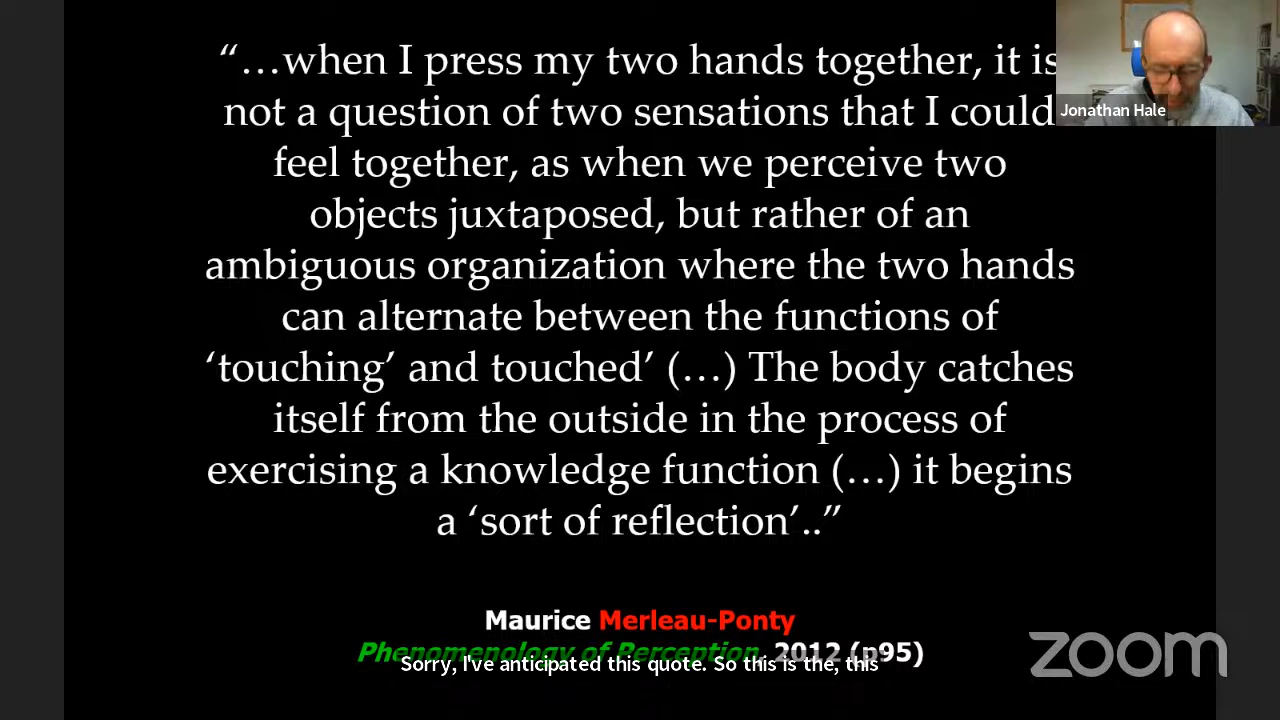 “…when I press my two hands together, it is
not a question of two sensations that I could
feel together, as when we perceive two
objects juxtaposed, but rather of an
ambiguous organization where the two hands
can alternate between the functions of
‘touching’ and touched’ (…) The body catches
itself from the outside in the process of
exercising a knowledge function (…) it begins
a ‘sort of reflection’..”
Jonathan Hale
Maurice Merleau-Ponty
Phenomenology of Perception, 2012 (p95)
Sorry, I've anticipated this quote. So this is the, this
zoom